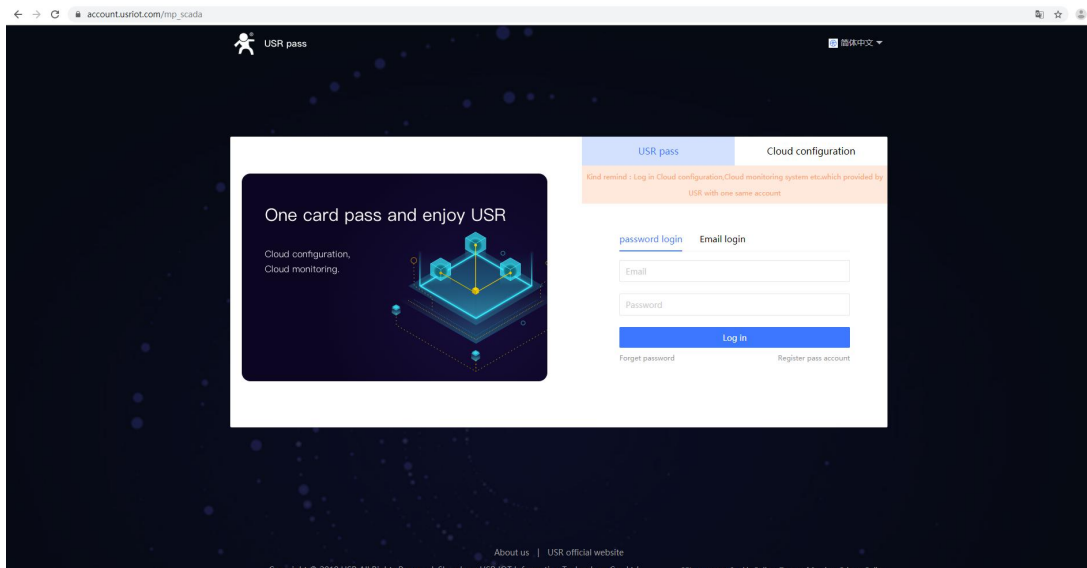 account.usriot.com/mp_scada
USR pass
简体中文
USR pass
Cloud configuration
Kind remind : Log in Cloud configuration,Cloud monitoring system etc.which provided by
USR with one same account
One card pass and enjoy USR
Cloud configuration,
Cloud monitoring.
password login
Email login
Email
Password
Log in
Forget password
Register pass account
About us | USR official website